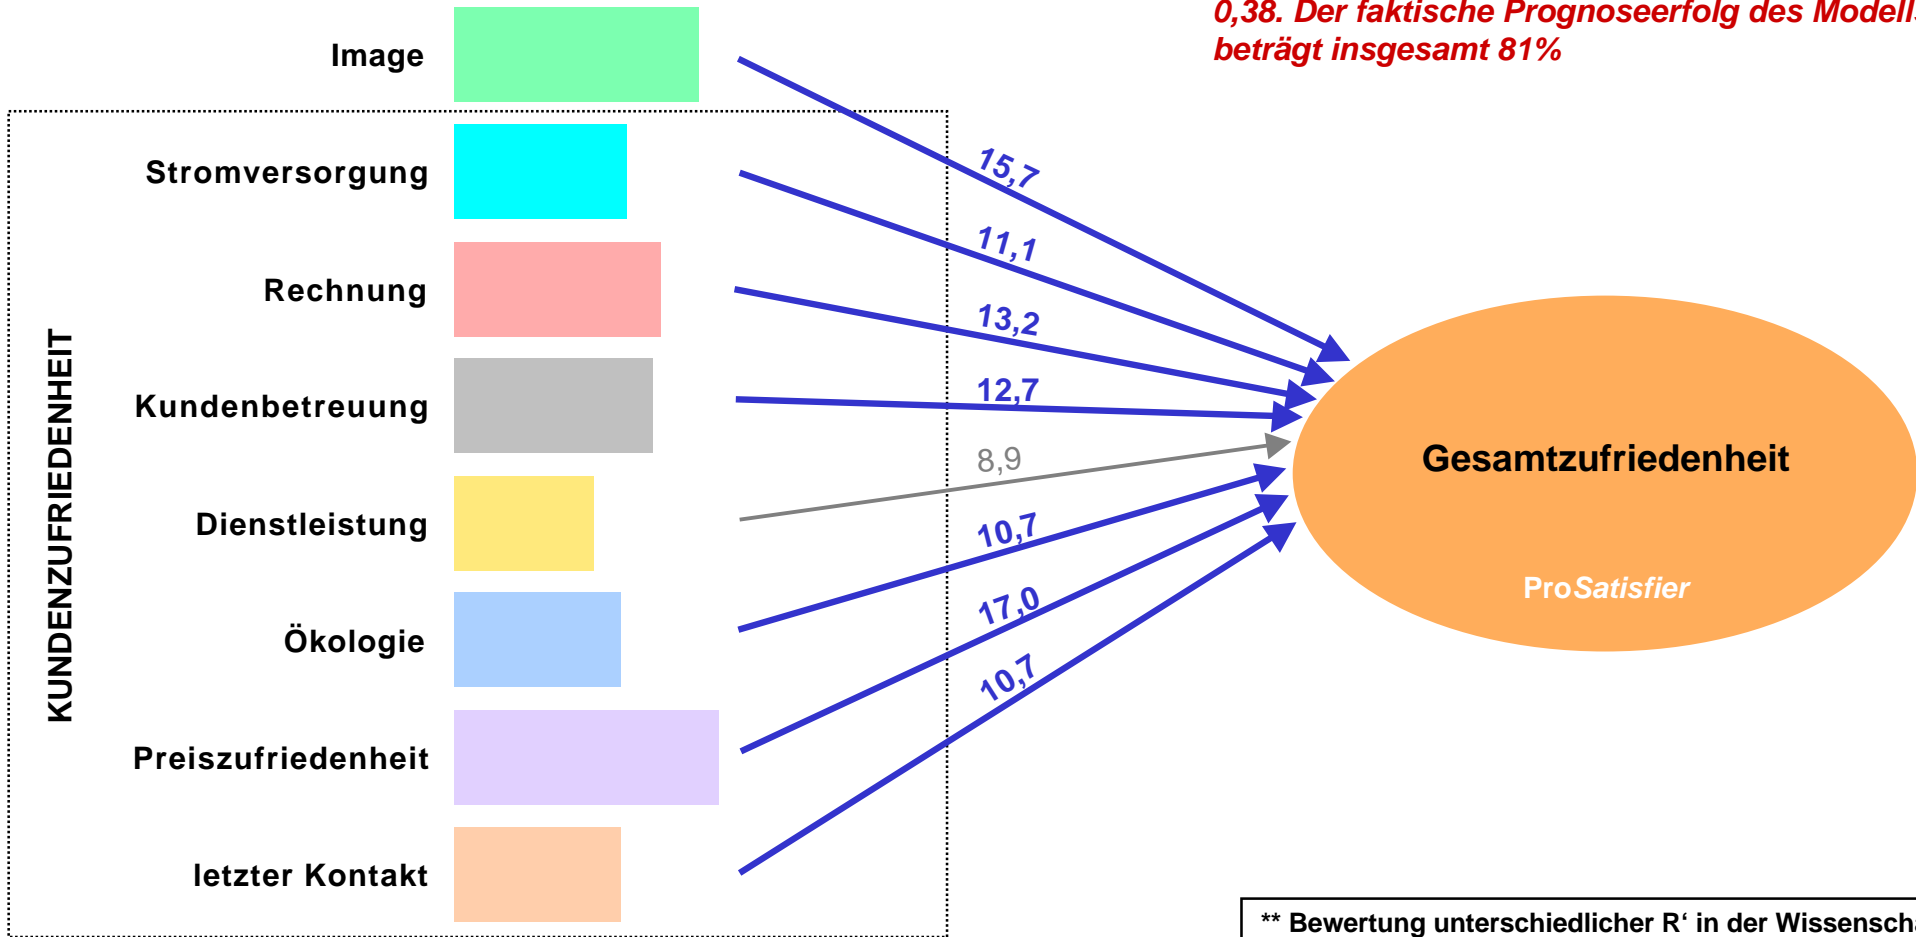 0,38. Der faktische Prognoseerfolg des Modells
beträgt insgesamt 81%
Image
15,7
Stromversorgung
11,1
Rechnung
13,2
KUNDENZUFRIEDENHEIT
Kundenbetreuung
12,7
Gesamtzufriedenheit
8,9
Dienstleistung
10,7
ProSatisfier
17,0
Ökologie
10,7
Preiszufriedenheit
letzter Kontakt
** Bewertung unterschiedlicher R‘ in der